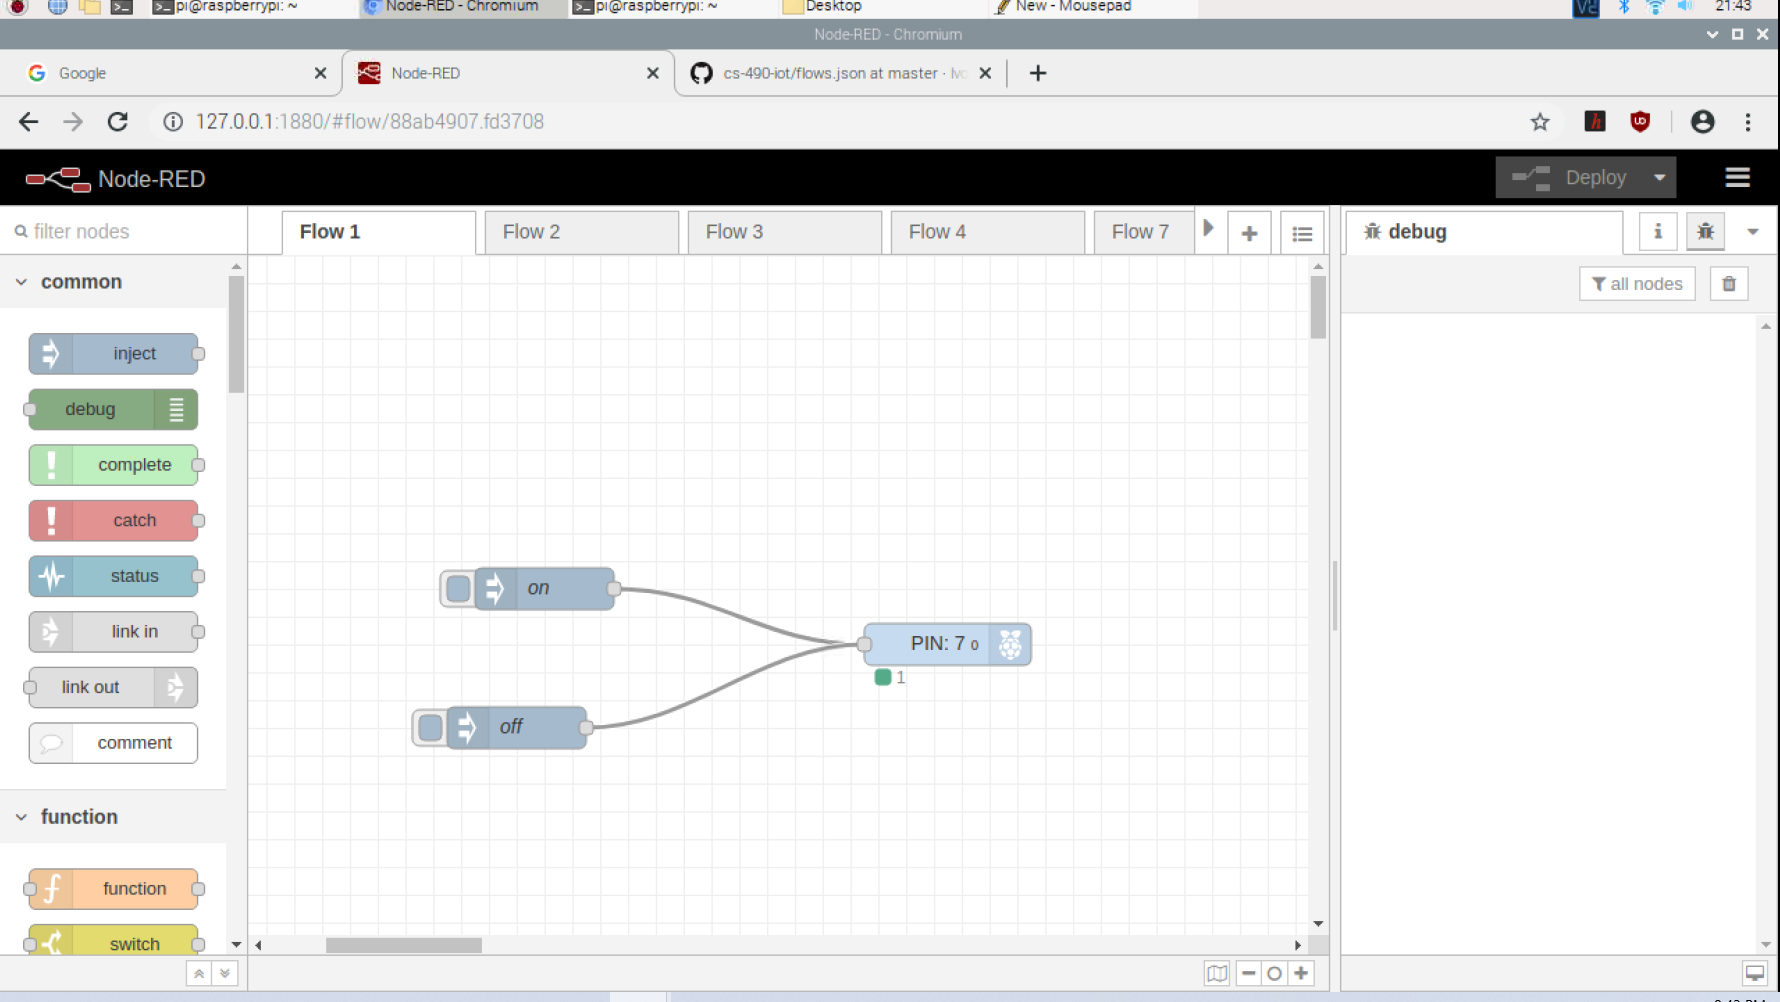 pi@raspberrypi: ~ Node-RED - Chromium pi@raspberrypi: ~ Desktop New - Mousepad 21:43
Node-RED - Chromium
Google Node-RED cs-490-iot/flows.json at master ·
127.0.0.1:1880/#flow/88ab4907.fd3708
Node-RED Deploy
filter nodes Flow 1 Flow 2 Flow 3 Flow 4 Flow 7 debug
common
all nodes
inject
debug
complete
catch
status
on
link in
PIN: 7 0
1
link out
off
comment
function
function
switch